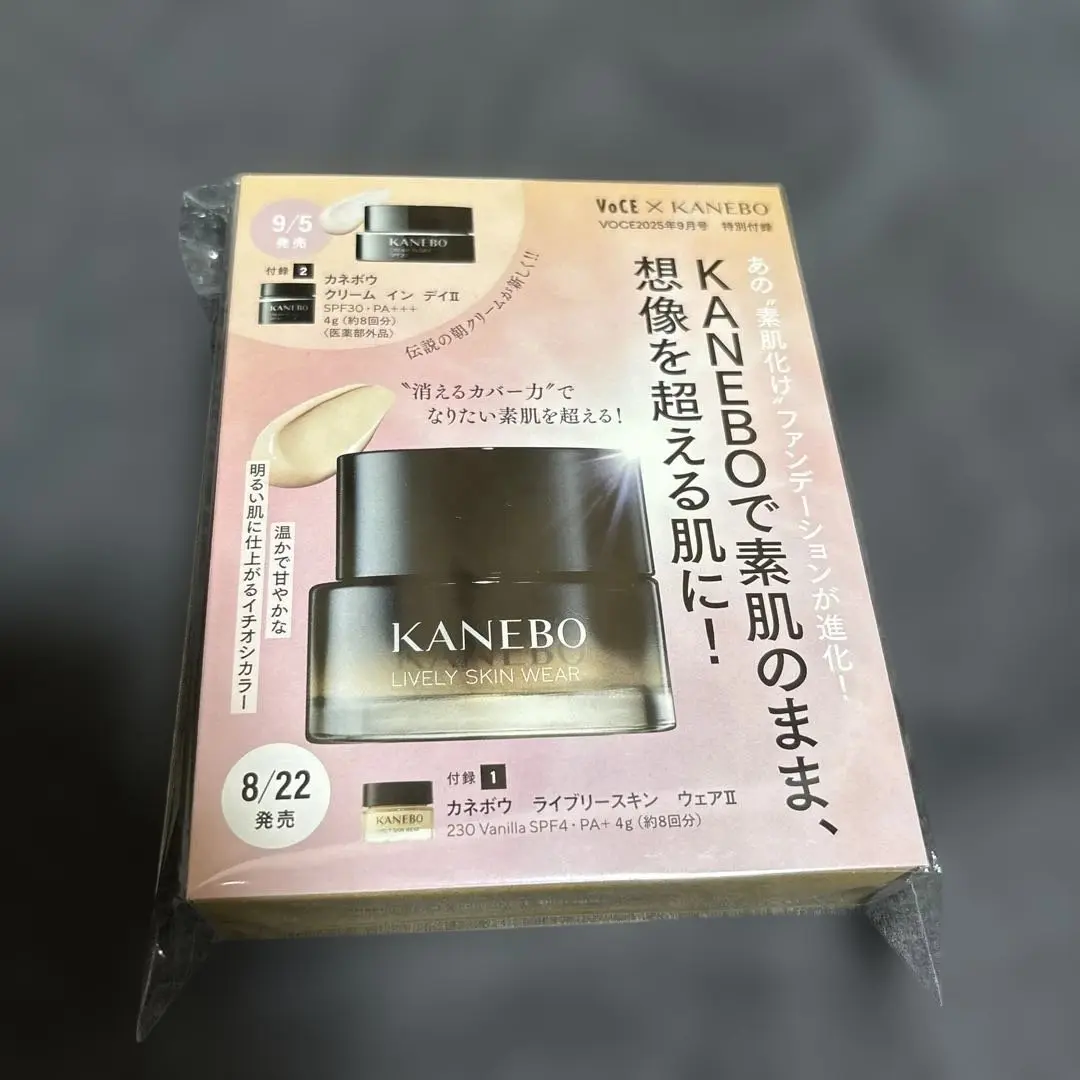 VOCE × KANEBO
VOCE2025年9月号 特別付録
あの“素肌化け”ファンデーションが進化!
KANEBOで素肌のまま、
想像を超える肌に!
9/5
発売
KANEBO
付録 2
カネボウ
クリーム イン デイⅡ
SPF30・PA+++
4g(約8回分)
〈医薬部外品〉
KANEBO
伝説の朝クリームが新しく!!
“消えるカバー力”で
なりたい素肌を超える!
温かで甘やかな
明るい肌に仕上がるイチオシカラー
KANEBO
LIVELY SKIN WEAR
8/22
発売
付録 1
カネボウ ライブリースキン ウェアⅡ
230 Vanilla SPF4・PA+ 4g(約8回分)
KANEBO